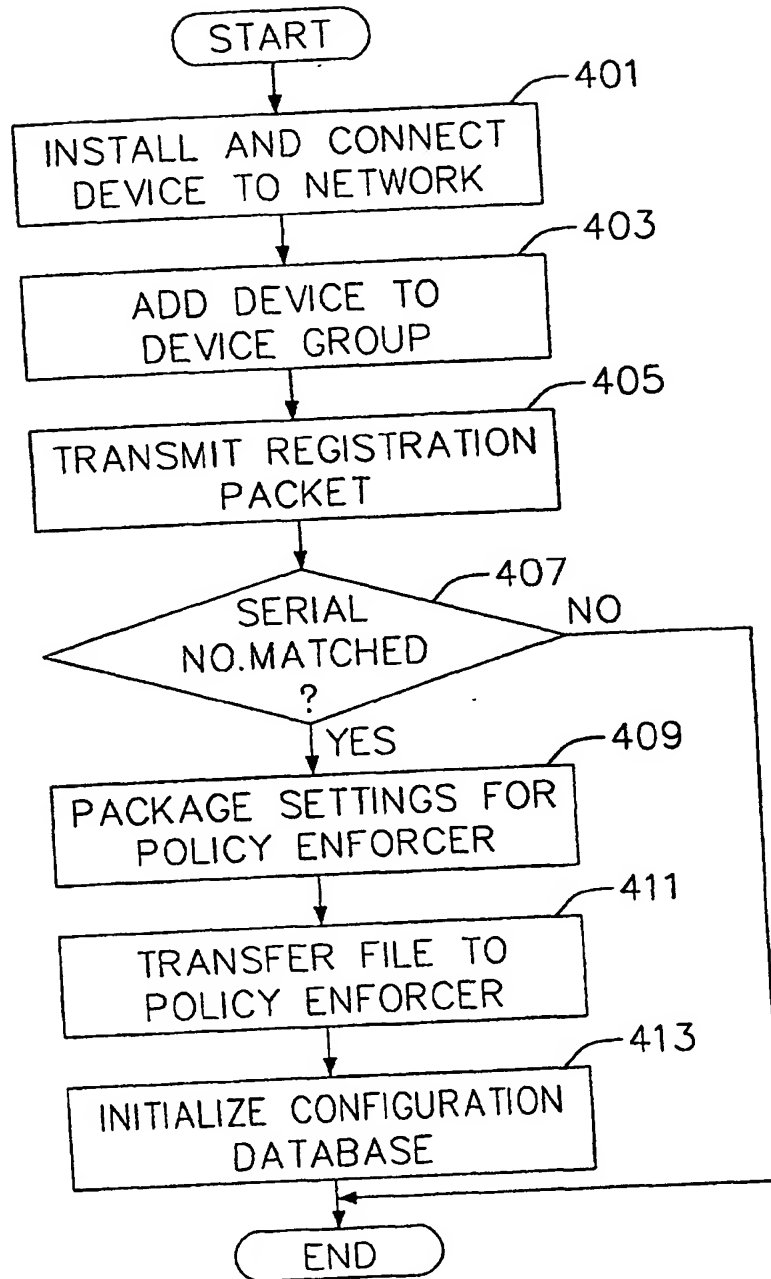 START
401
INSTALL AND CONNECT
DEVICE TO NETWORK
403
ADD DEVICE TO
DEVICE GROUP
405
TRANSMIT REGISTRATION
PACKET
407
SERIAL
NO.MATCHED
?
NO
YES
409
PACKAGE SETTINGS FOR
POLICY ENFORCER
411
TRANSFER FILE TO
POLICY ENFORCER
413
INITIALIZE CONFIGURATION
DATABASE
END